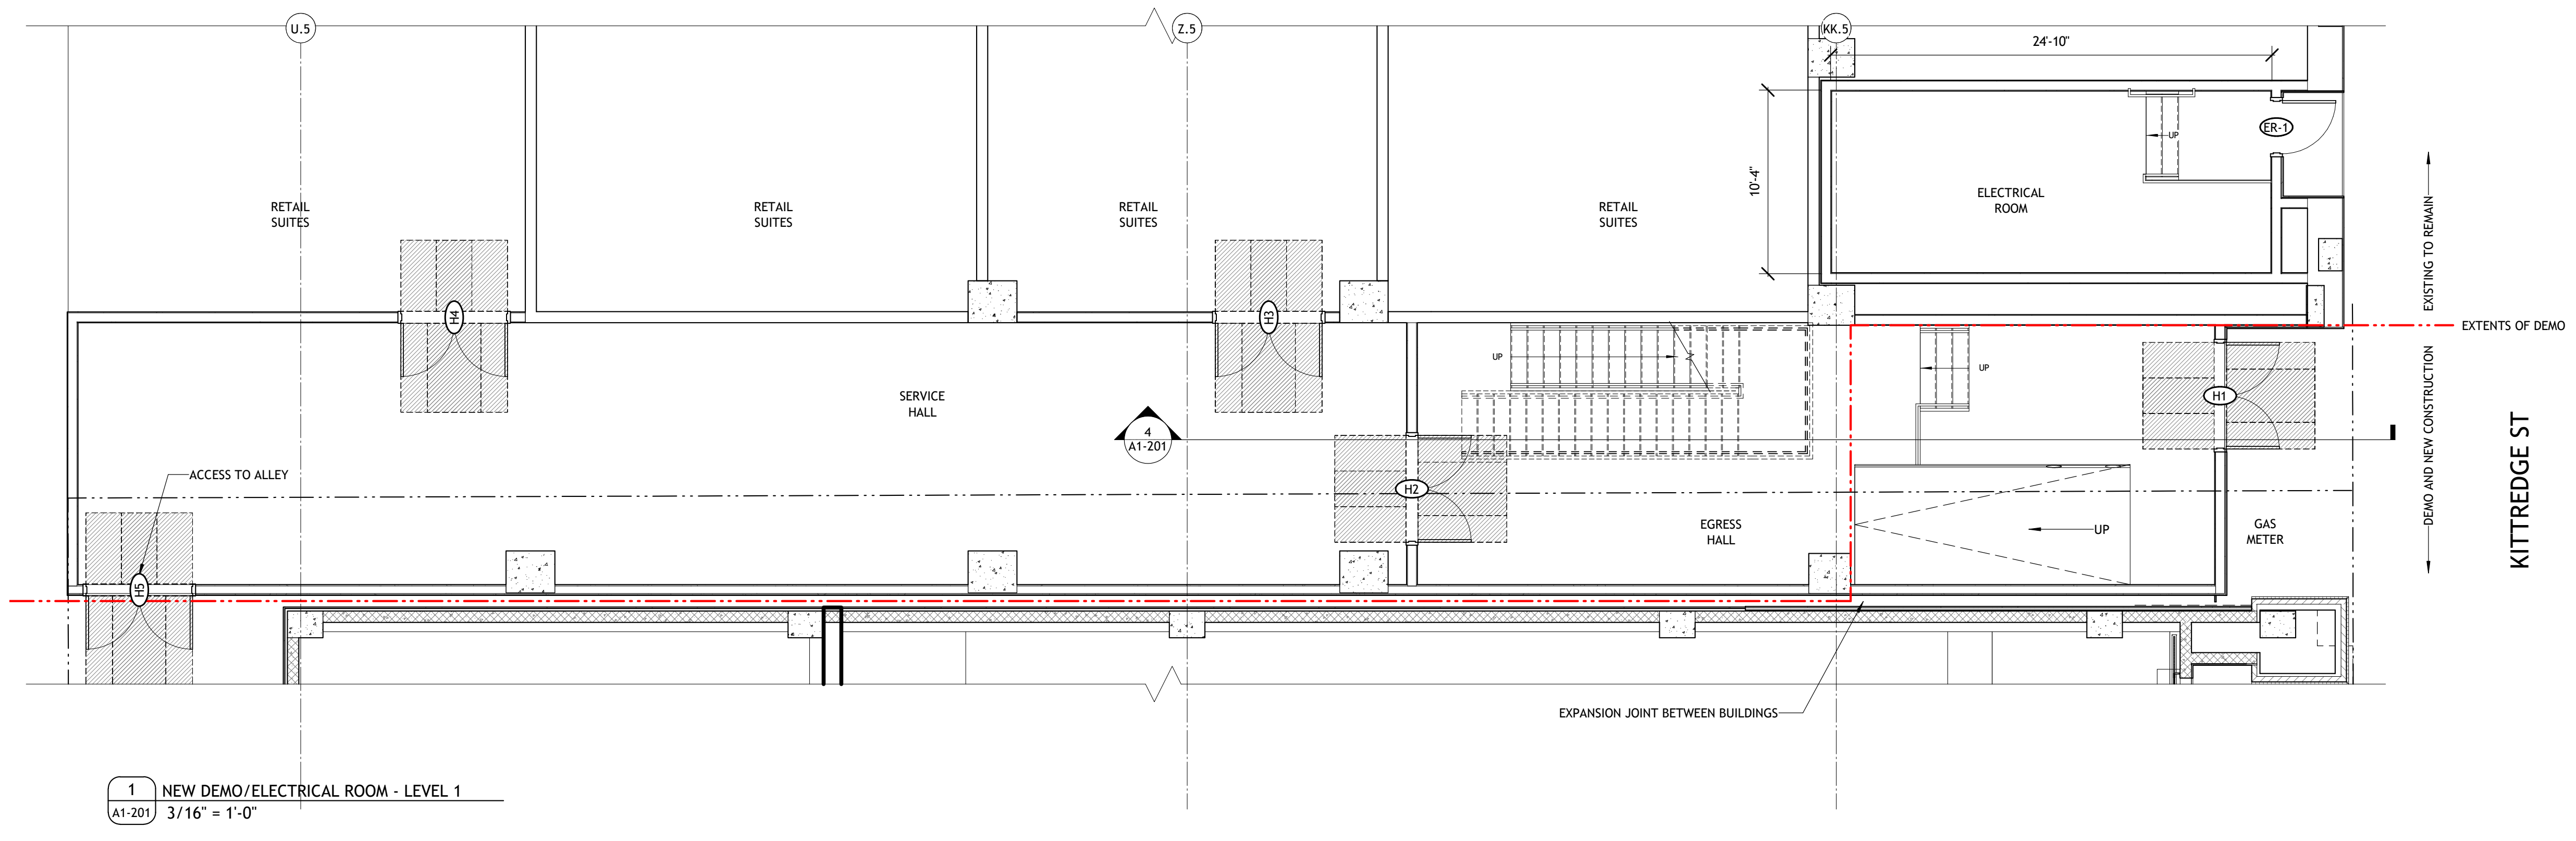 U.5
Z.5
KK.5
24'-10"
10'-4"
ER-1
UP
ELECTRICAL
ROOM
RETAIL
SUITES
RETAIL
SUITES
RETAIL
SUITES
RETAIL
SUITES
EXISTING TO REMAIN
EXTENTS OF DEMO
DEMO AND NEW CONSTRUCTION
KITTREDGE ST
H4
H3
UP
UP
H1
SERVICE
HALL
4
A1-201
ACCESS TO ALLEY
H2
EGRESS
HALL
UP
GAS
METER
H5
EXPANSION JOINT BETWEEN BUILDINGS
1
NEW DEMO/ELECTRICAL ROOM - LEVEL 1
A1-201
3/16" = 1'-0"